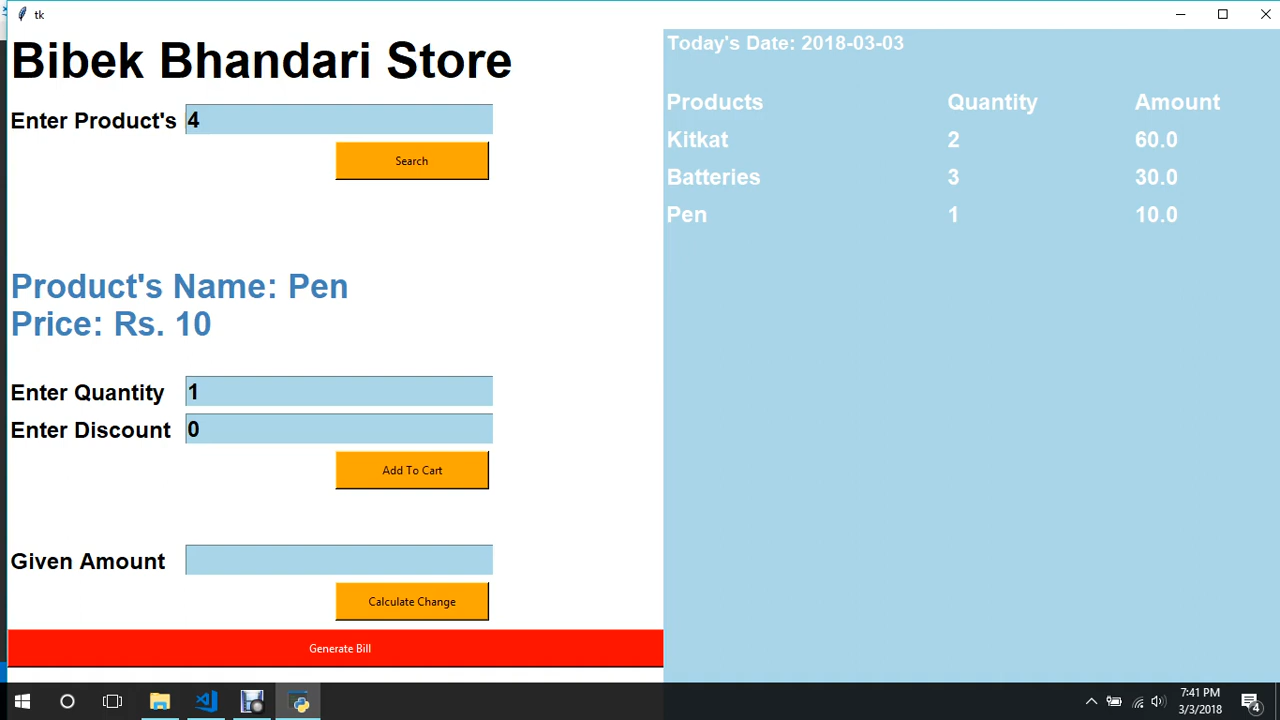 tk
Bibek Bhandari Store
Enter Product's 4
Search
Product's Name: Pen
Price: Rs. 10
Enter Quantity 1
Enter Discount 0
Add To Cart
Given Amount
Calculate Change
Generate Bill
Today's Date: 2018-03-03
Products Quantity Amount
Kitkat 2 60.0
Batteries 3 30.0
Pen 1 10.0
7:41 PM
3/3/2018
4